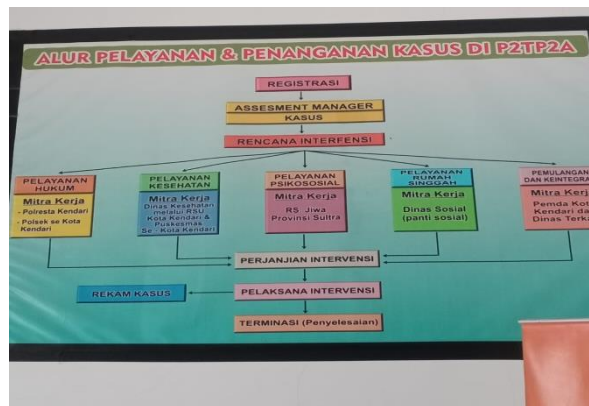 ALUR PELAYANAN & PENANGANAN KASUS DI P2TP2A
REGISTRASI
ASSESMENT MANAGER
KASUS
RENCANA INTERFENSI
PELAYANAN
HUKUM
Mitra Kerja
- Polresta Kendari
- Polsek se Kota
Kendari
PELAYANAN
KESEHATAN
Mitra Kerja
Dinas Kesehatan
melalui RSU
Kota Kendari &
Puskesmas
Se - Kota Kendari
PELAYANAN
PSIKOSOSIAL
Mitra Kerja
RS Jiwa
Provinsi Sultra
PELAYANAN
RUMAH
SINGGAH
Mitra Kerja
Dinas Sosial
(panti sosial)
PEMULANGAN
DAN KEINTEGRA
Mitra Kerj
Pemda Kot
Kendari da
Dinas Terka
PERJANJIAN INTERVENSI
REKAM KASUS
PELAKSANA INTERVENSI
TERMINASI (Penyelesaian)